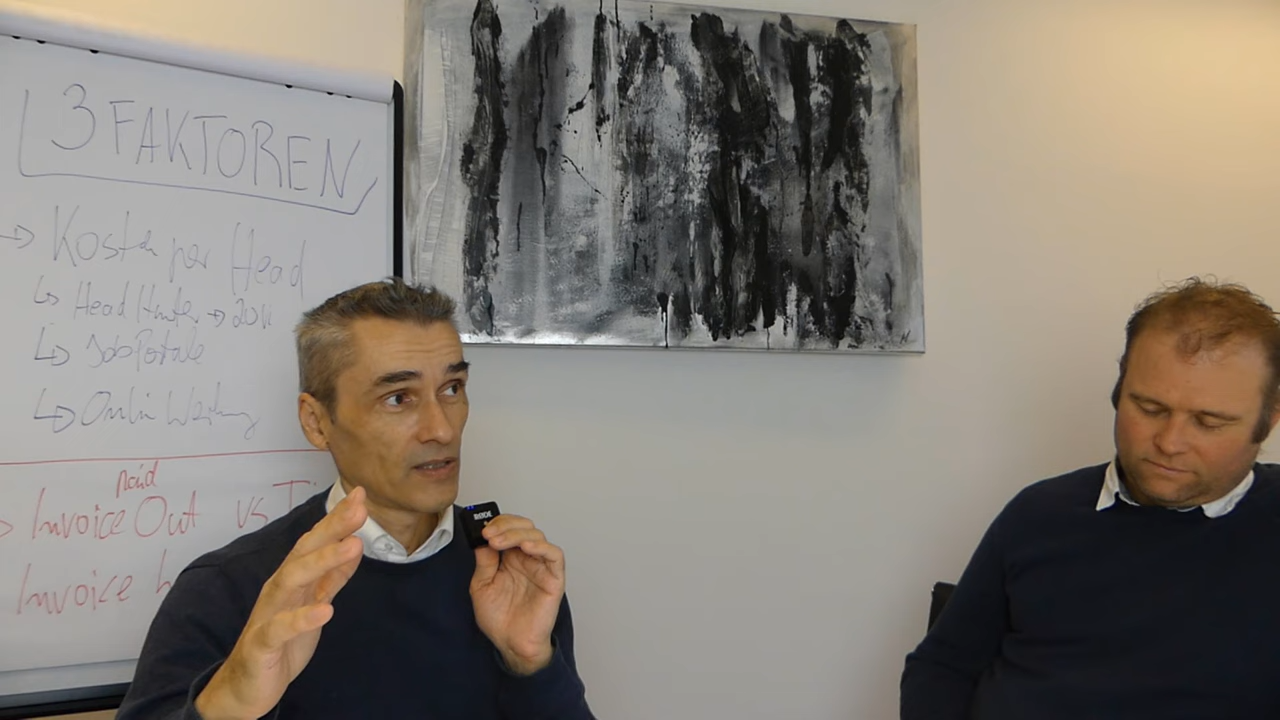 3 FAKTOREN
→ Kosten per Head
↳ Head Hunter → 20k
↳ JobPortale
↳ Online Werbung
paid
Invoice Out vs
Invoice
RØDE